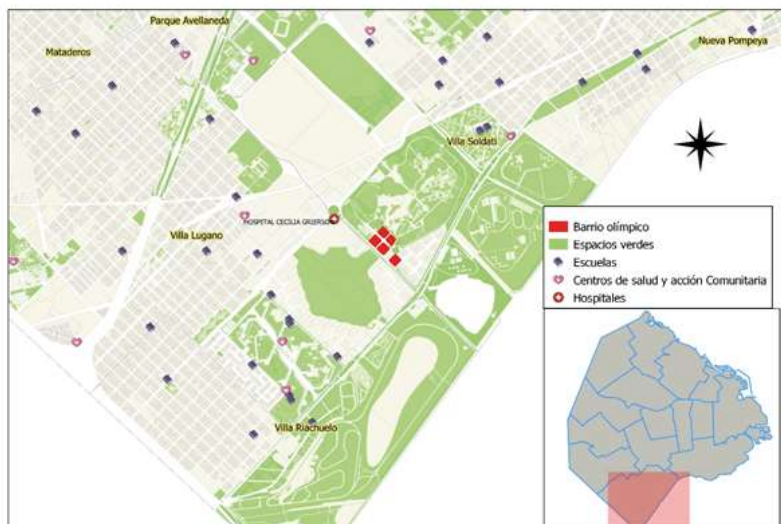 Parque Avellaneda
Mataderos
Nueva Pompeya
Villa Soldati
HOSPITAL CECILIA GRIERSON
Villa Lugano
Villa Riachuelo
Barrio olímpico
Espacios verdes
Escuelas
Centros de salud y acción Comunitaria
Hospitales